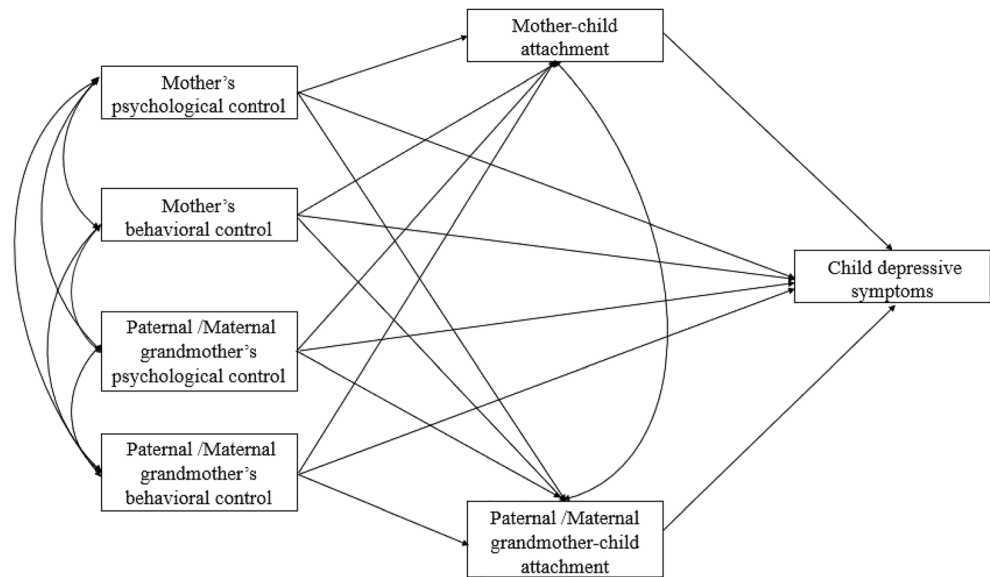 Mother-child
attachment
Mother’s
psychological control
Mother’s
behavioral control
Child depressive
symptoms
Paternal /Maternal
grandmother’s
psychological control
Paternal /Maternal
grandmother’s
behavioral control
Paternal /Maternal
grandmother-child
attachment